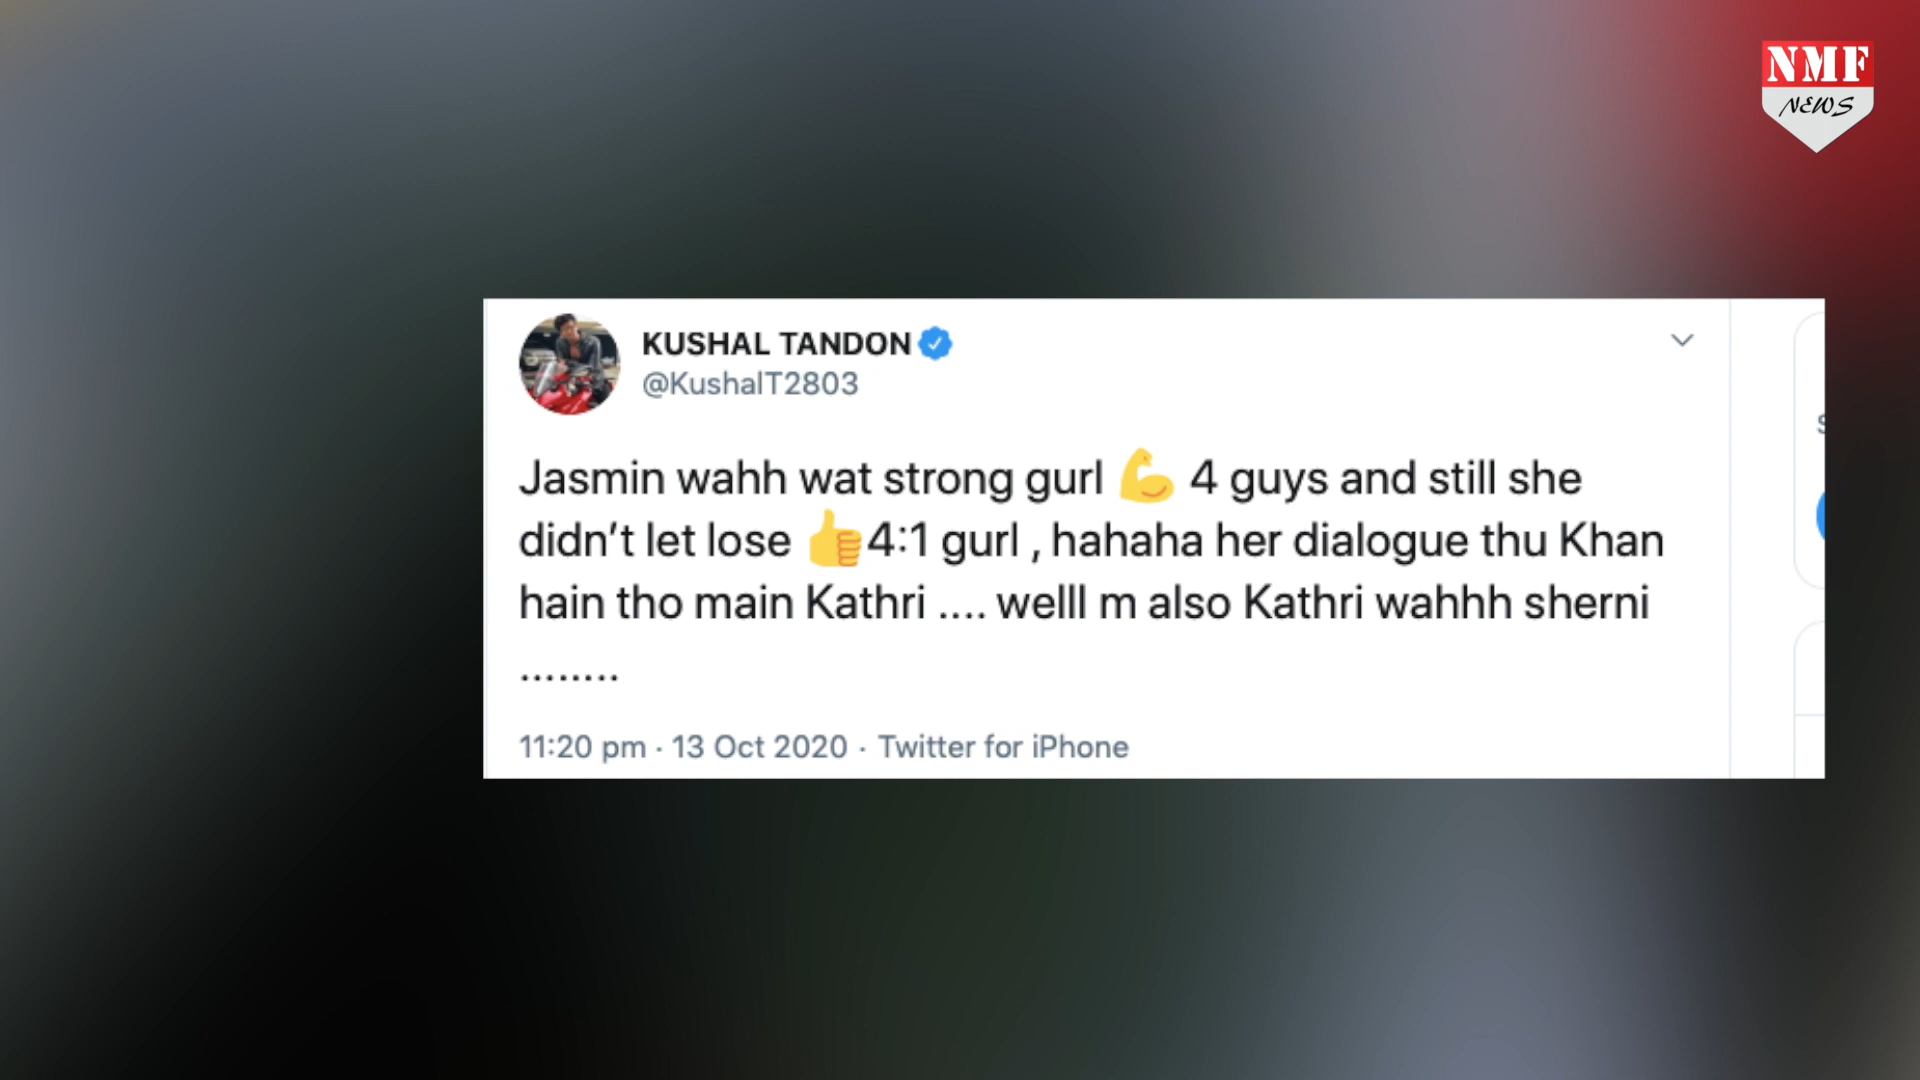 NMF
NEWS
KUSHAL TANDON
@KushalT2803
Jasmin wahh wat strong gurl 💪 4 guys and still she
didn’t let lose 👍4:1 gurl , hahaha her dialogue thu Khan
hain tho main Kathri .... welll m also Kathri wahhh sherni
........
11:20 pm · 13 Oct 2020 · Twitter for iPhone